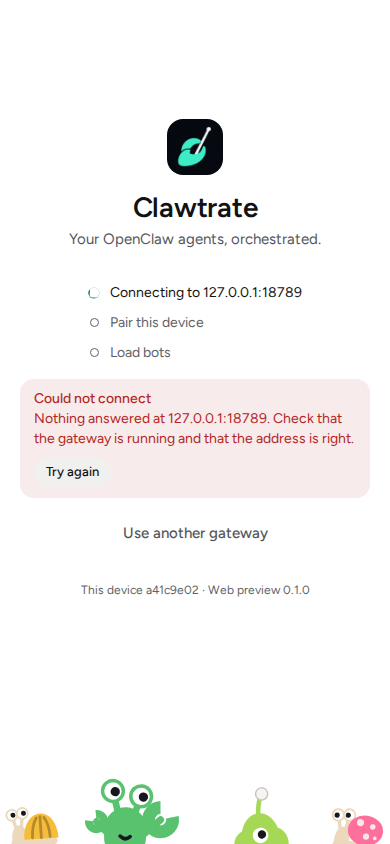 Clawtrate
Your OpenClaw agents, orchestrated.
Connecting to 127.0.0.1:18789
Pair this device
Load bots
Could not connect
Nothing answered at 127.0.0.1:18789. Check that
the gateway is running and that the address is right.
Try again
Use another gateway
This device a41c9e02 · Web preview 0.1.0